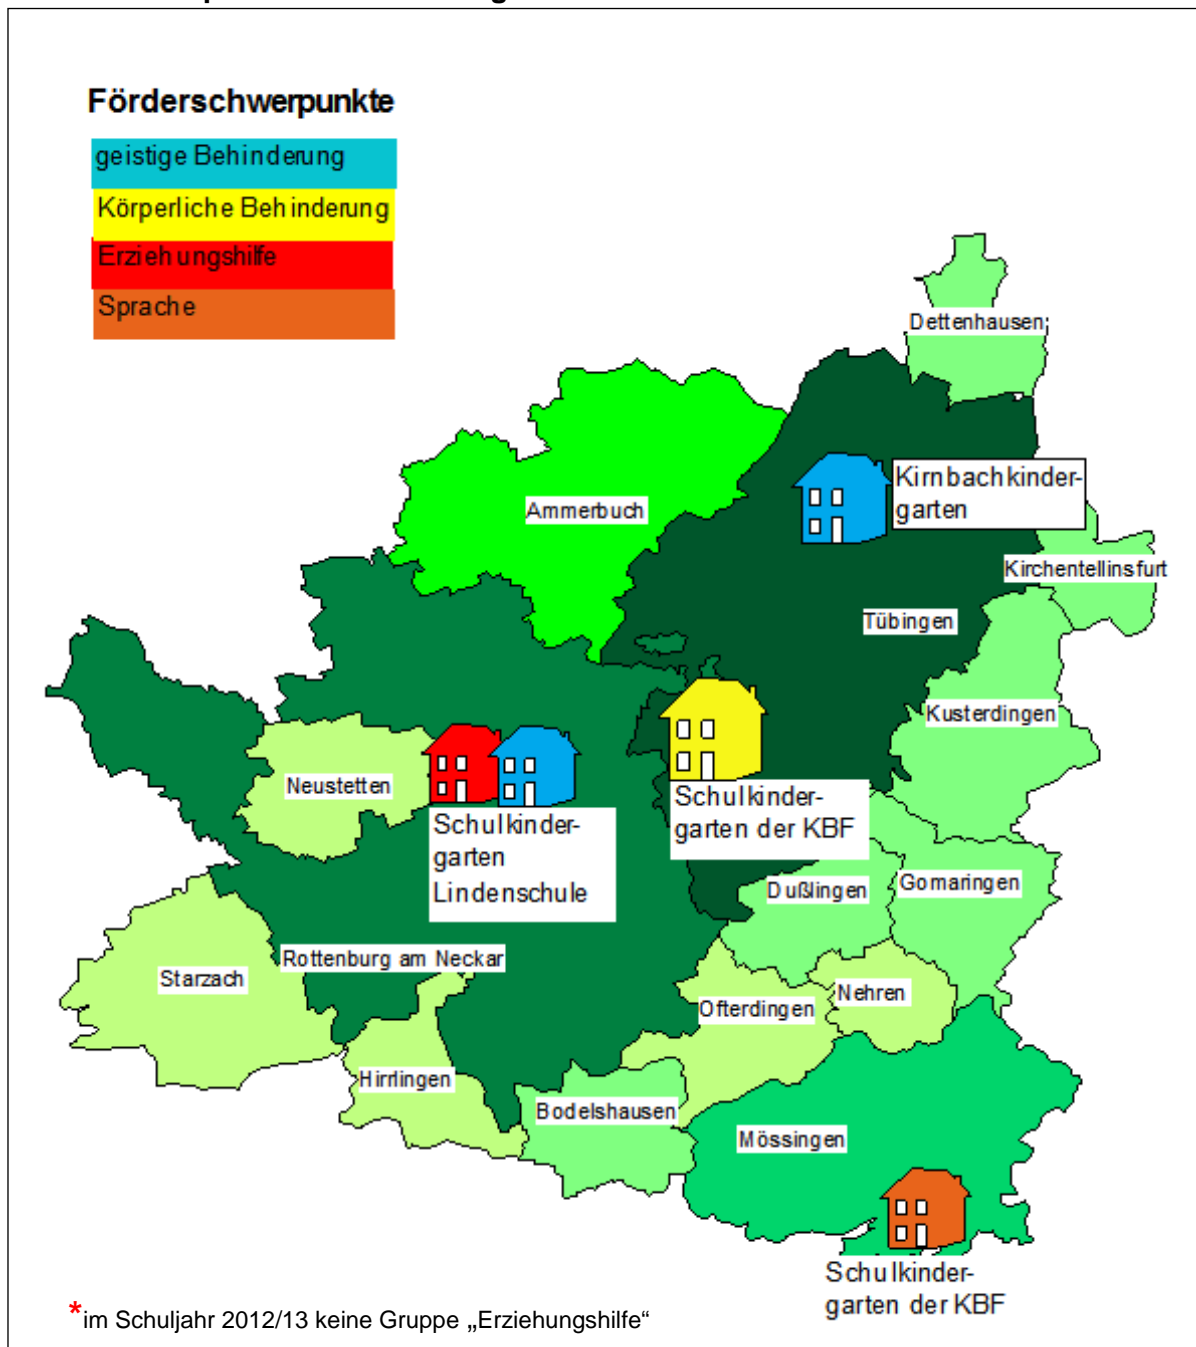 Förderschwerpunkte
geistige Behinderung
Körperliche Behinderung
Erziehungshilfe
Sprache
Dettenhausen
Kirnbachkinder-
garten
Ammerbuch
Kirchentellinsfurt
Tübingen
Kusterdingen
Neustetten
Schulkinder-
garten
Lindenschule
Schulkinder-
garten der KBF
Dußlingen
Gomaringen
Rottenburg am Neckar
Starzach
Nehren
Ofterdingen
Hirrlingen
Bodelshausen
Mössingen
Schulkinder-
garten der KBF
*im Schuljahr 2012/13 keine Gruppe „Erziehungshilfe“